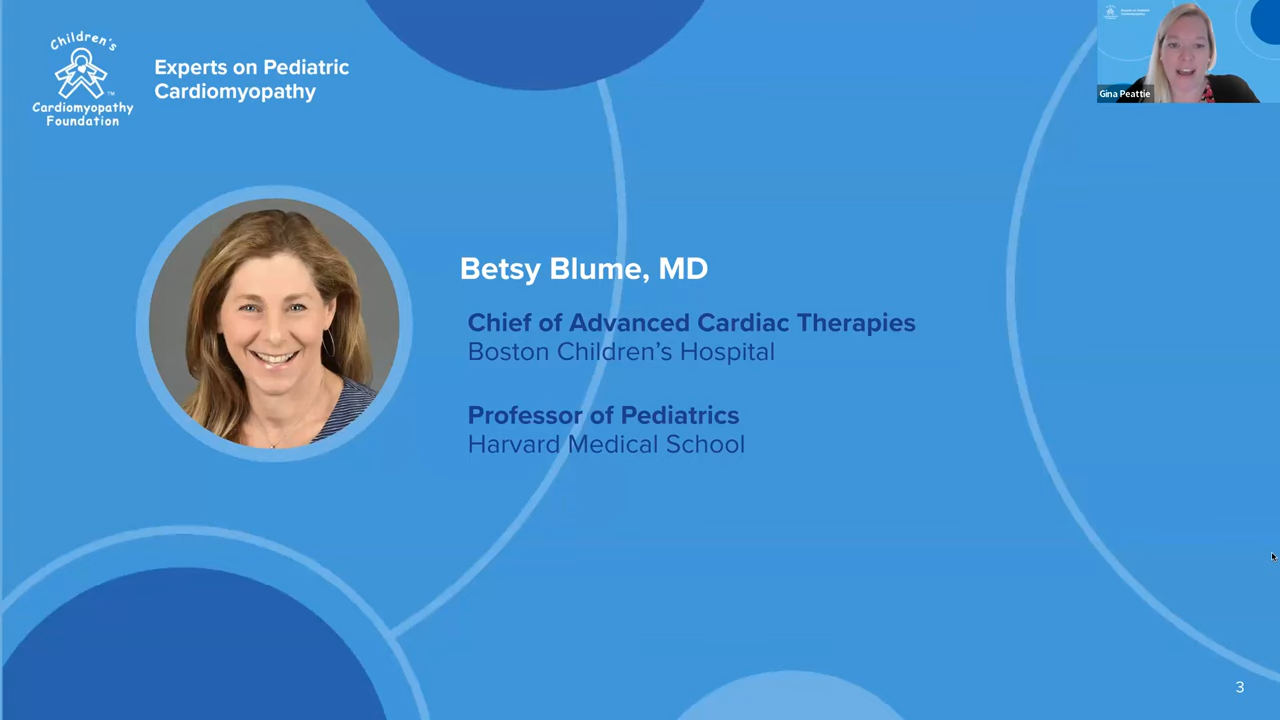 Children's
Cardiomyopathy
Foundation
™
Experts on Pediatric
Cardiomyopathy
Gina Peattie
Betsy Blume, MD
Chief of Advanced Cardiac Therapies
Boston Children’s Hospital
Professor of Pediatrics
Harvard Medical School
3